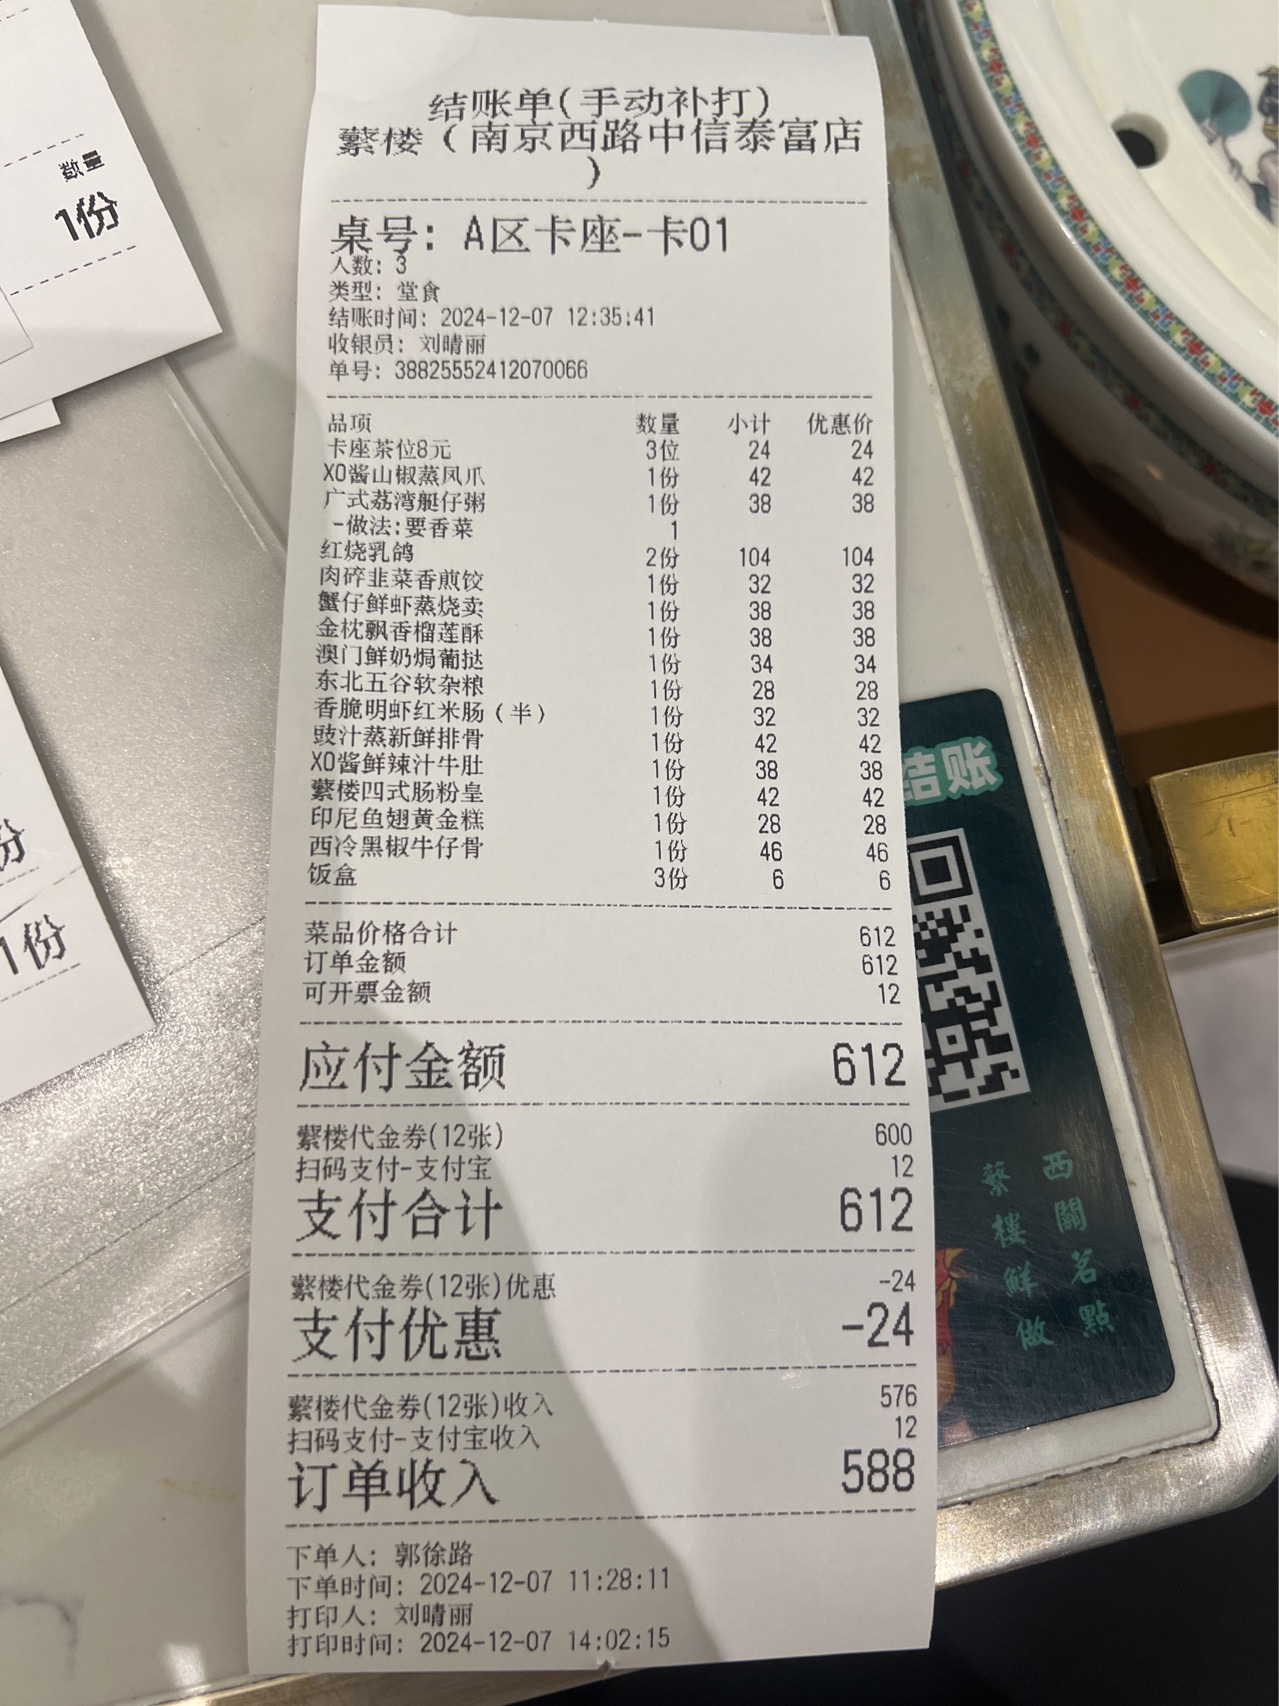 结账单(手动补打)
蘩楼（南京西路中信泰富店
）
桌号: A区卡座-卡01
人数: 3
类型: 堂食
结账时间: 2024-12-07 12:35:41
收银员: 刘晴丽
单号: 38825552412070066
品项 数量 小计 优惠价
卡座茶位8元 3位 24 24
XO酱山椒蒸凤爪 1份 42 42
广式荔湾艇仔粥 1份 38 38
-做法:要香菜 1
红烧乳鸽 2份 104 104
肉碎韭菜香煎饺 1份 32 32
蟹仔鲜虾蒸烧卖 1份 38 38
金枕飘香榴莲酥 1份 38 38
澳门鲜奶焗葡挞 1份 34 34
东北五谷软杂粮 1份 28 28
香脆明虾红米肠（半） 1份 32 32
豉汁蒸新鲜排骨 1份 42 42
XO酱鲜辣汁牛肚 1份 38 38
蘩楼四式肠粉皇 1份 42 42
印尼鱼翅黄金糕 1份 28 28
西冷黑椒牛仔骨 1份 46 46
饭盒 3份 6 6
菜品价格合计 612
订单金额 612
可开票金额 12
应付金额 612
蘩楼代金券(12张) 600
扫码支付-支付宝 12
支付合计 612
蘩楼代金券(12张)优惠 -24
支付优惠 -24
蘩楼代金券(12张)收入 576
扫码支付-支付宝收入 12
订单收入 588
下单人: 郭徐路
下单时间: 2024-12-07 11:28:11
打印人: 刘晴丽
打印时间: 2024-12-07 14:02:15
数量
1份
份
1份
结账
西關茗點
蘩樓鮮做